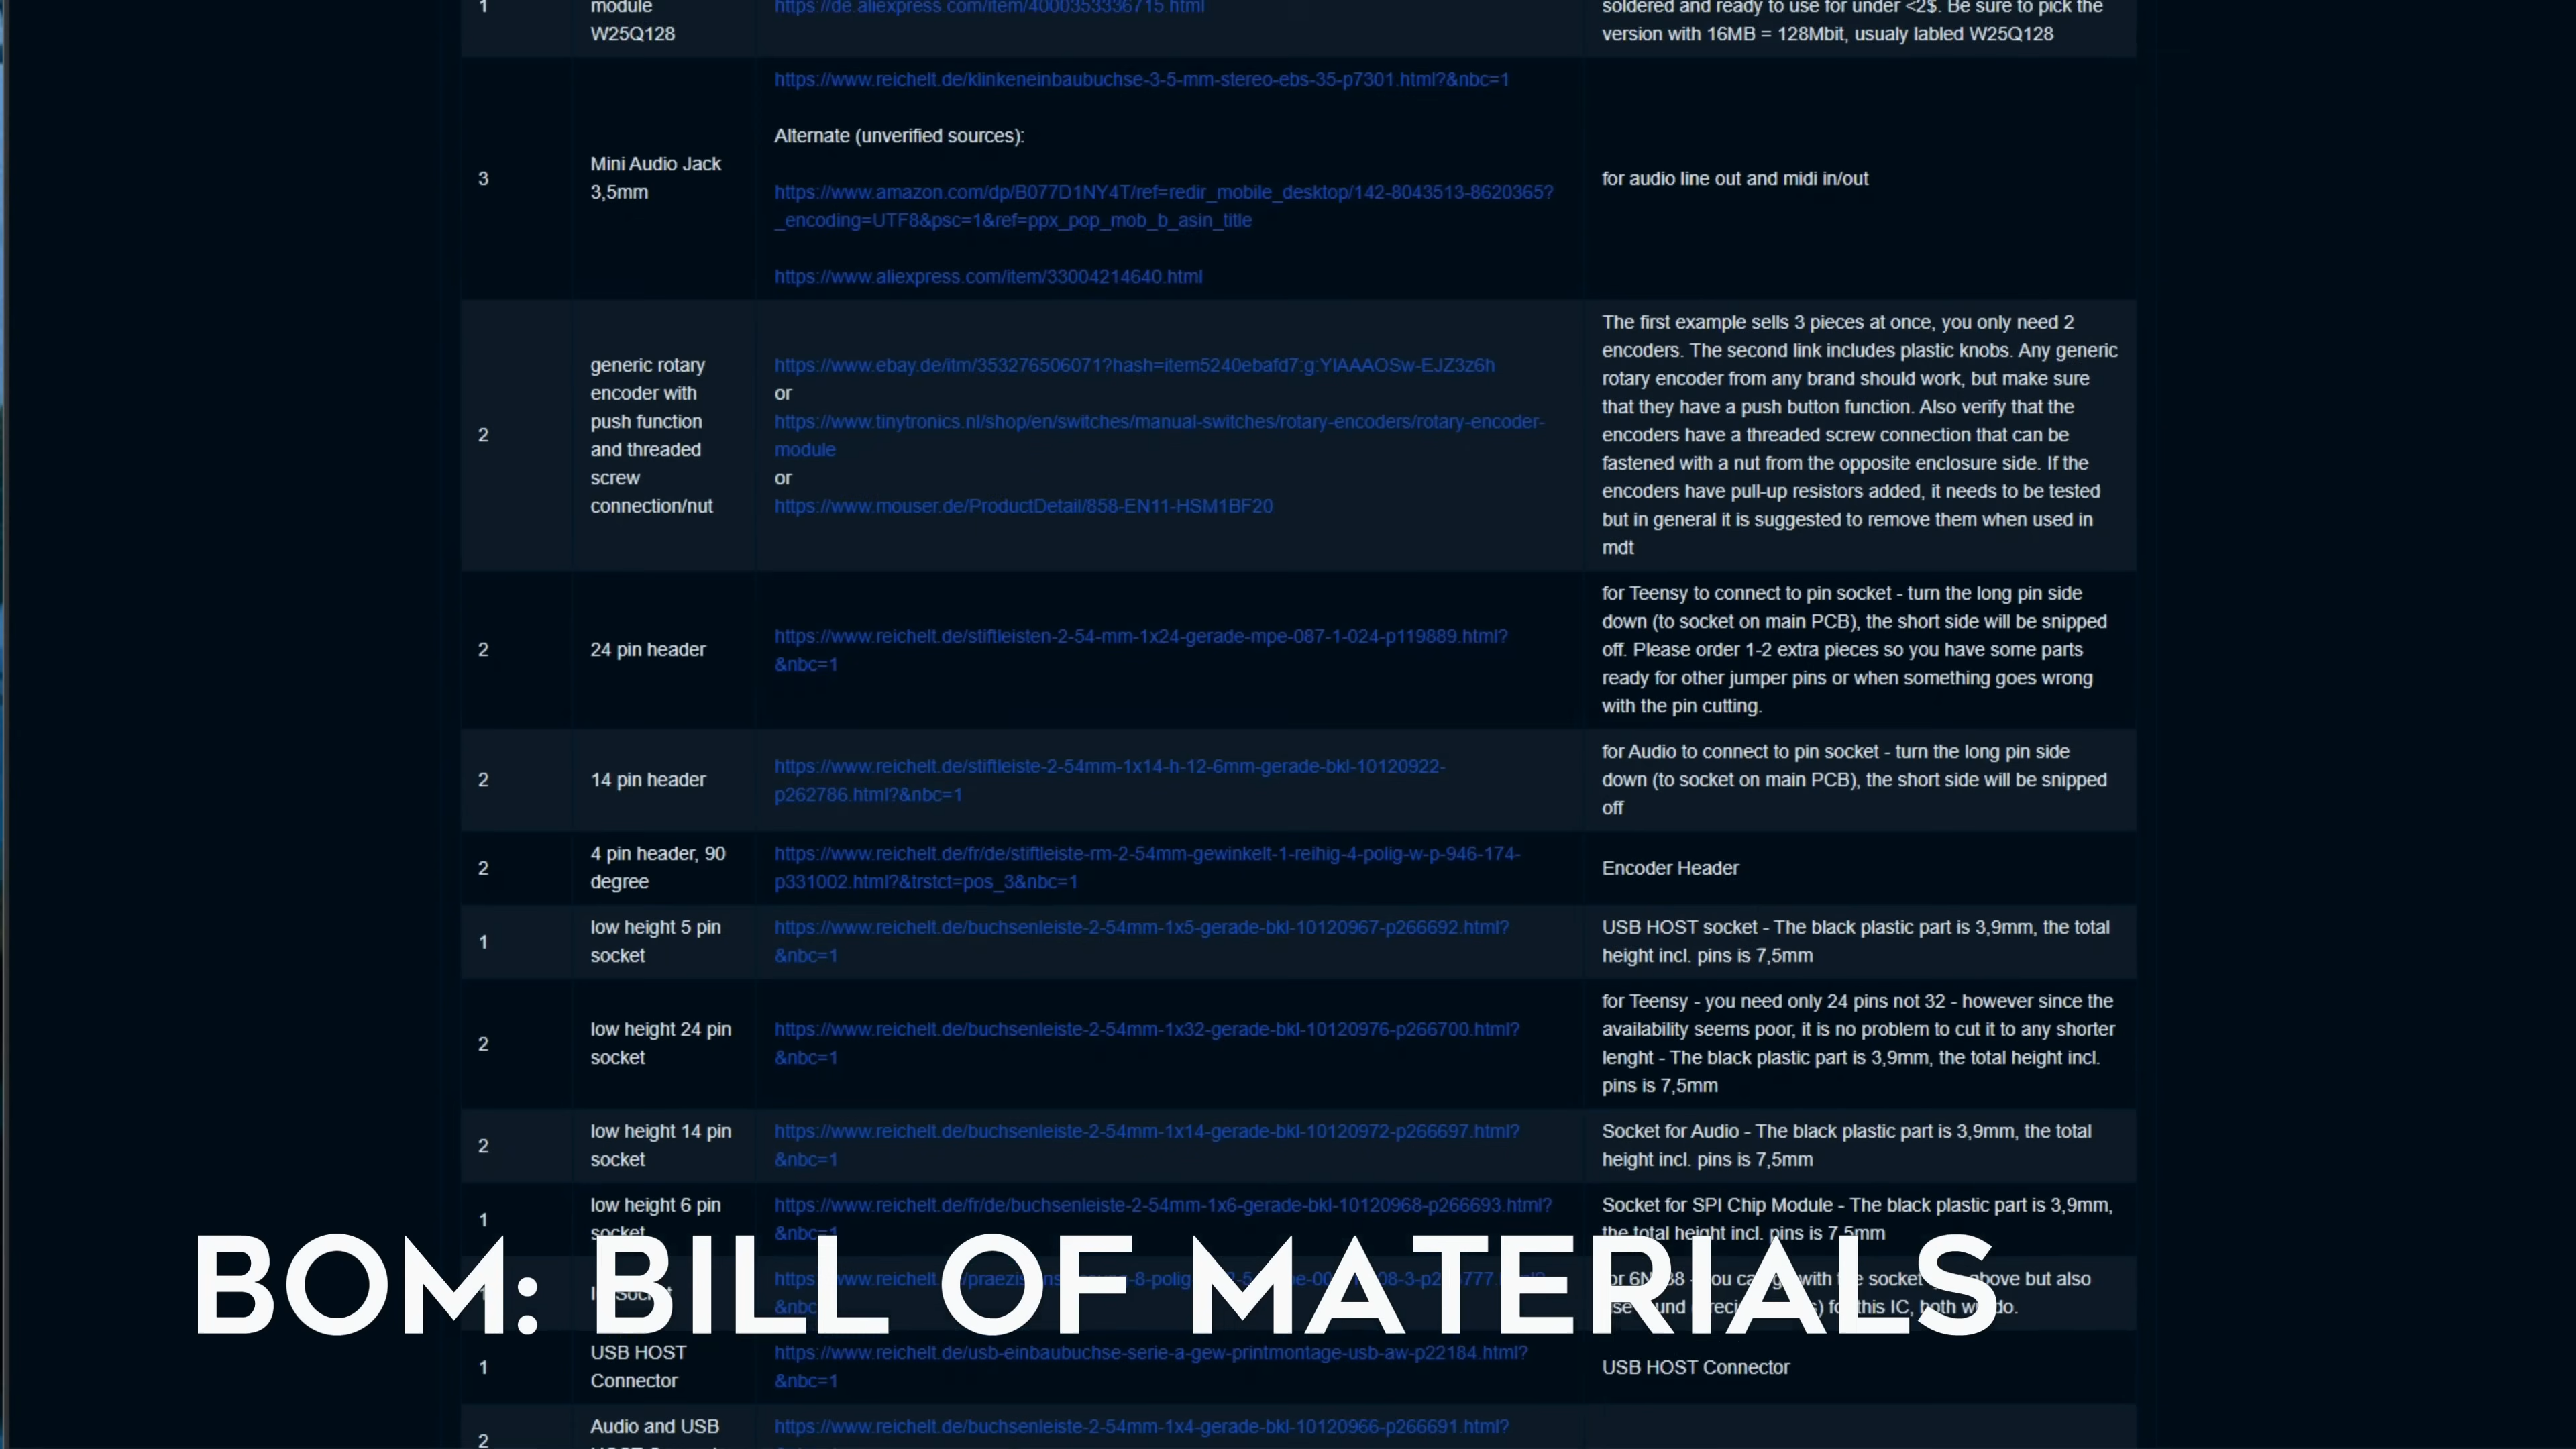 1
module
W25Q128
https://de.aliexpress.com/item/4000353336715.html
soldered and ready to use for under <2$. Be sure to pick the
version with 16MB = 128Mbit, usualy labled W25Q128
3
Mini Audio Jack
3,5mm
https://www.reichelt.de/klinkeneinbaubuchse-3-5-mm-stereo-ebs-35-p7301.html?&nbc=1
Alternate (unverified sources):
https://www.amazon.com/dp/B077D1NY4T/ref=redir_mobile_desktop/142-8043513-8620365?
_encoding=UTF8&psc=1&ref=ppx_pop_mob_b_asin_title
https://www.aliexpress.com/item/33004214640.html
for audio line out and midi in/out
2
generic rotary
encoder with
push function
and threaded
screw
connection/nut
https://www.ebay.de/itm/353276506071?hash=item5240ebafd7:g:YIAAAOSw-EJZ3z6h
or
https://www.tinytronics.nl/shop/en/switches/manual-switches/rotary-encoders/rotary-encoder-
module
or
https://www.mouser.de/ProductDetail/858-EN11-HSM1BF20
The first example sells 3 pieces at once, you only need 2
encoders. The second link includes plastic knobs. Any generic
rotary encoder from any brand should work, but make sure
that they have a push button function. Also verify that the
encoders have a threaded screw connection that can be
fastened with a nut from the opposite enclosure side. If the
encoders have pull-up resistors added, it needs to be tested
but in general it is suggested to remove them when used in
mdt
2
24 pin header
https://www.reichelt.de/stiftleisten-2-54-mm-1x24-gerade-mpe-087-1-024-p119889.html?
&nbc=1
for Teensy to connect to pin socket - turn the long pin side
down (to socket on main PCB), the short side will be snipped
off. Please order 1-2 extra pieces so you have some parts
ready for other jumper pins or when something goes wrong
with the pin cutting.
2
14 pin header
https://www.reichelt.de/stiftleiste-2-54mm-1x14-h-12-6mm-gerade-bkl-10120922-
p262786.html?&nbc=1
for Audio to connect to pin socket - turn the long pin side
down (to socket on main PCB), the short side will be snipped
off
2
4 pin header, 90
degree
https://www.reichelt.de/fr/de/stiftleiste-rm-2-54mm-gewinkelt-1-reihig-4-polig-w-p-946-174-
p331002.html?&trstct=pos_3&nbc=1
Encoder Header
1
low height 5 pin
socket
https://www.reichelt.de/buchsenleiste-2-54mm-1x5-gerade-bkl-10120967-p266692.html?
&nbc=1
USB HOST socket - The black plastic part is 3,9mm, the total
height incl. pins is 7,5mm
2
low height 24 pin
socket
https://www.reichelt.de/buchsenleiste-2-54mm-1x32-gerade-bkl-10120976-p266700.html?
&nbc=1
for Teensy - you need only 24 pins not 32 - however since the
availability seems poor, it is no problem to cut it to any shorter
lenght - The black plastic part is 3,9mm, the total height incl.
pins is 7,5mm
2
low height 14 pin
socket
https://www.reichelt.de/buchsenleiste-2-54mm-1x14-gerade-bkl-10120972-p266697.html?
&nbc=1
Socket for Audio - The black plastic part is 3,9mm, the total
height incl. pins is 7,5mm
1
low height 6 pin
socket
https://www.reichelt.de/fr/de/buchsenleiste-2-54mm-1x6-gerade-bkl-10120968-p266693.html?
&nbc=1
Socket for SPI Chip Module - The black plastic part is 3,9mm,
the total height incl. pins is 7,5mm
above but also
this IC, both
BOM: BILL OF MATERIALS
1
USB HOST
Connector
https://www.reichelt.de/usb-einbaubuchse-serie-a-gew-printmontage-usb-aw-p22184.html?
&nbc=1
USB HOST Connector
2
Audio and USB
https://www.reichelt.de/buchsenleiste-2-54mm-1x4-gerade-bkl-10120966-p266691.html?